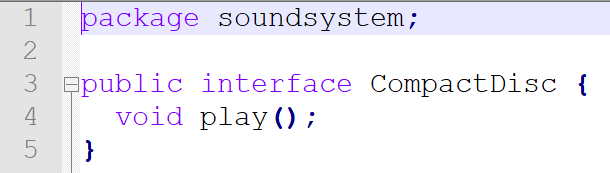 1 package soundsystem;
2
3 public interface CompactDisc {
4   void play();
5 }